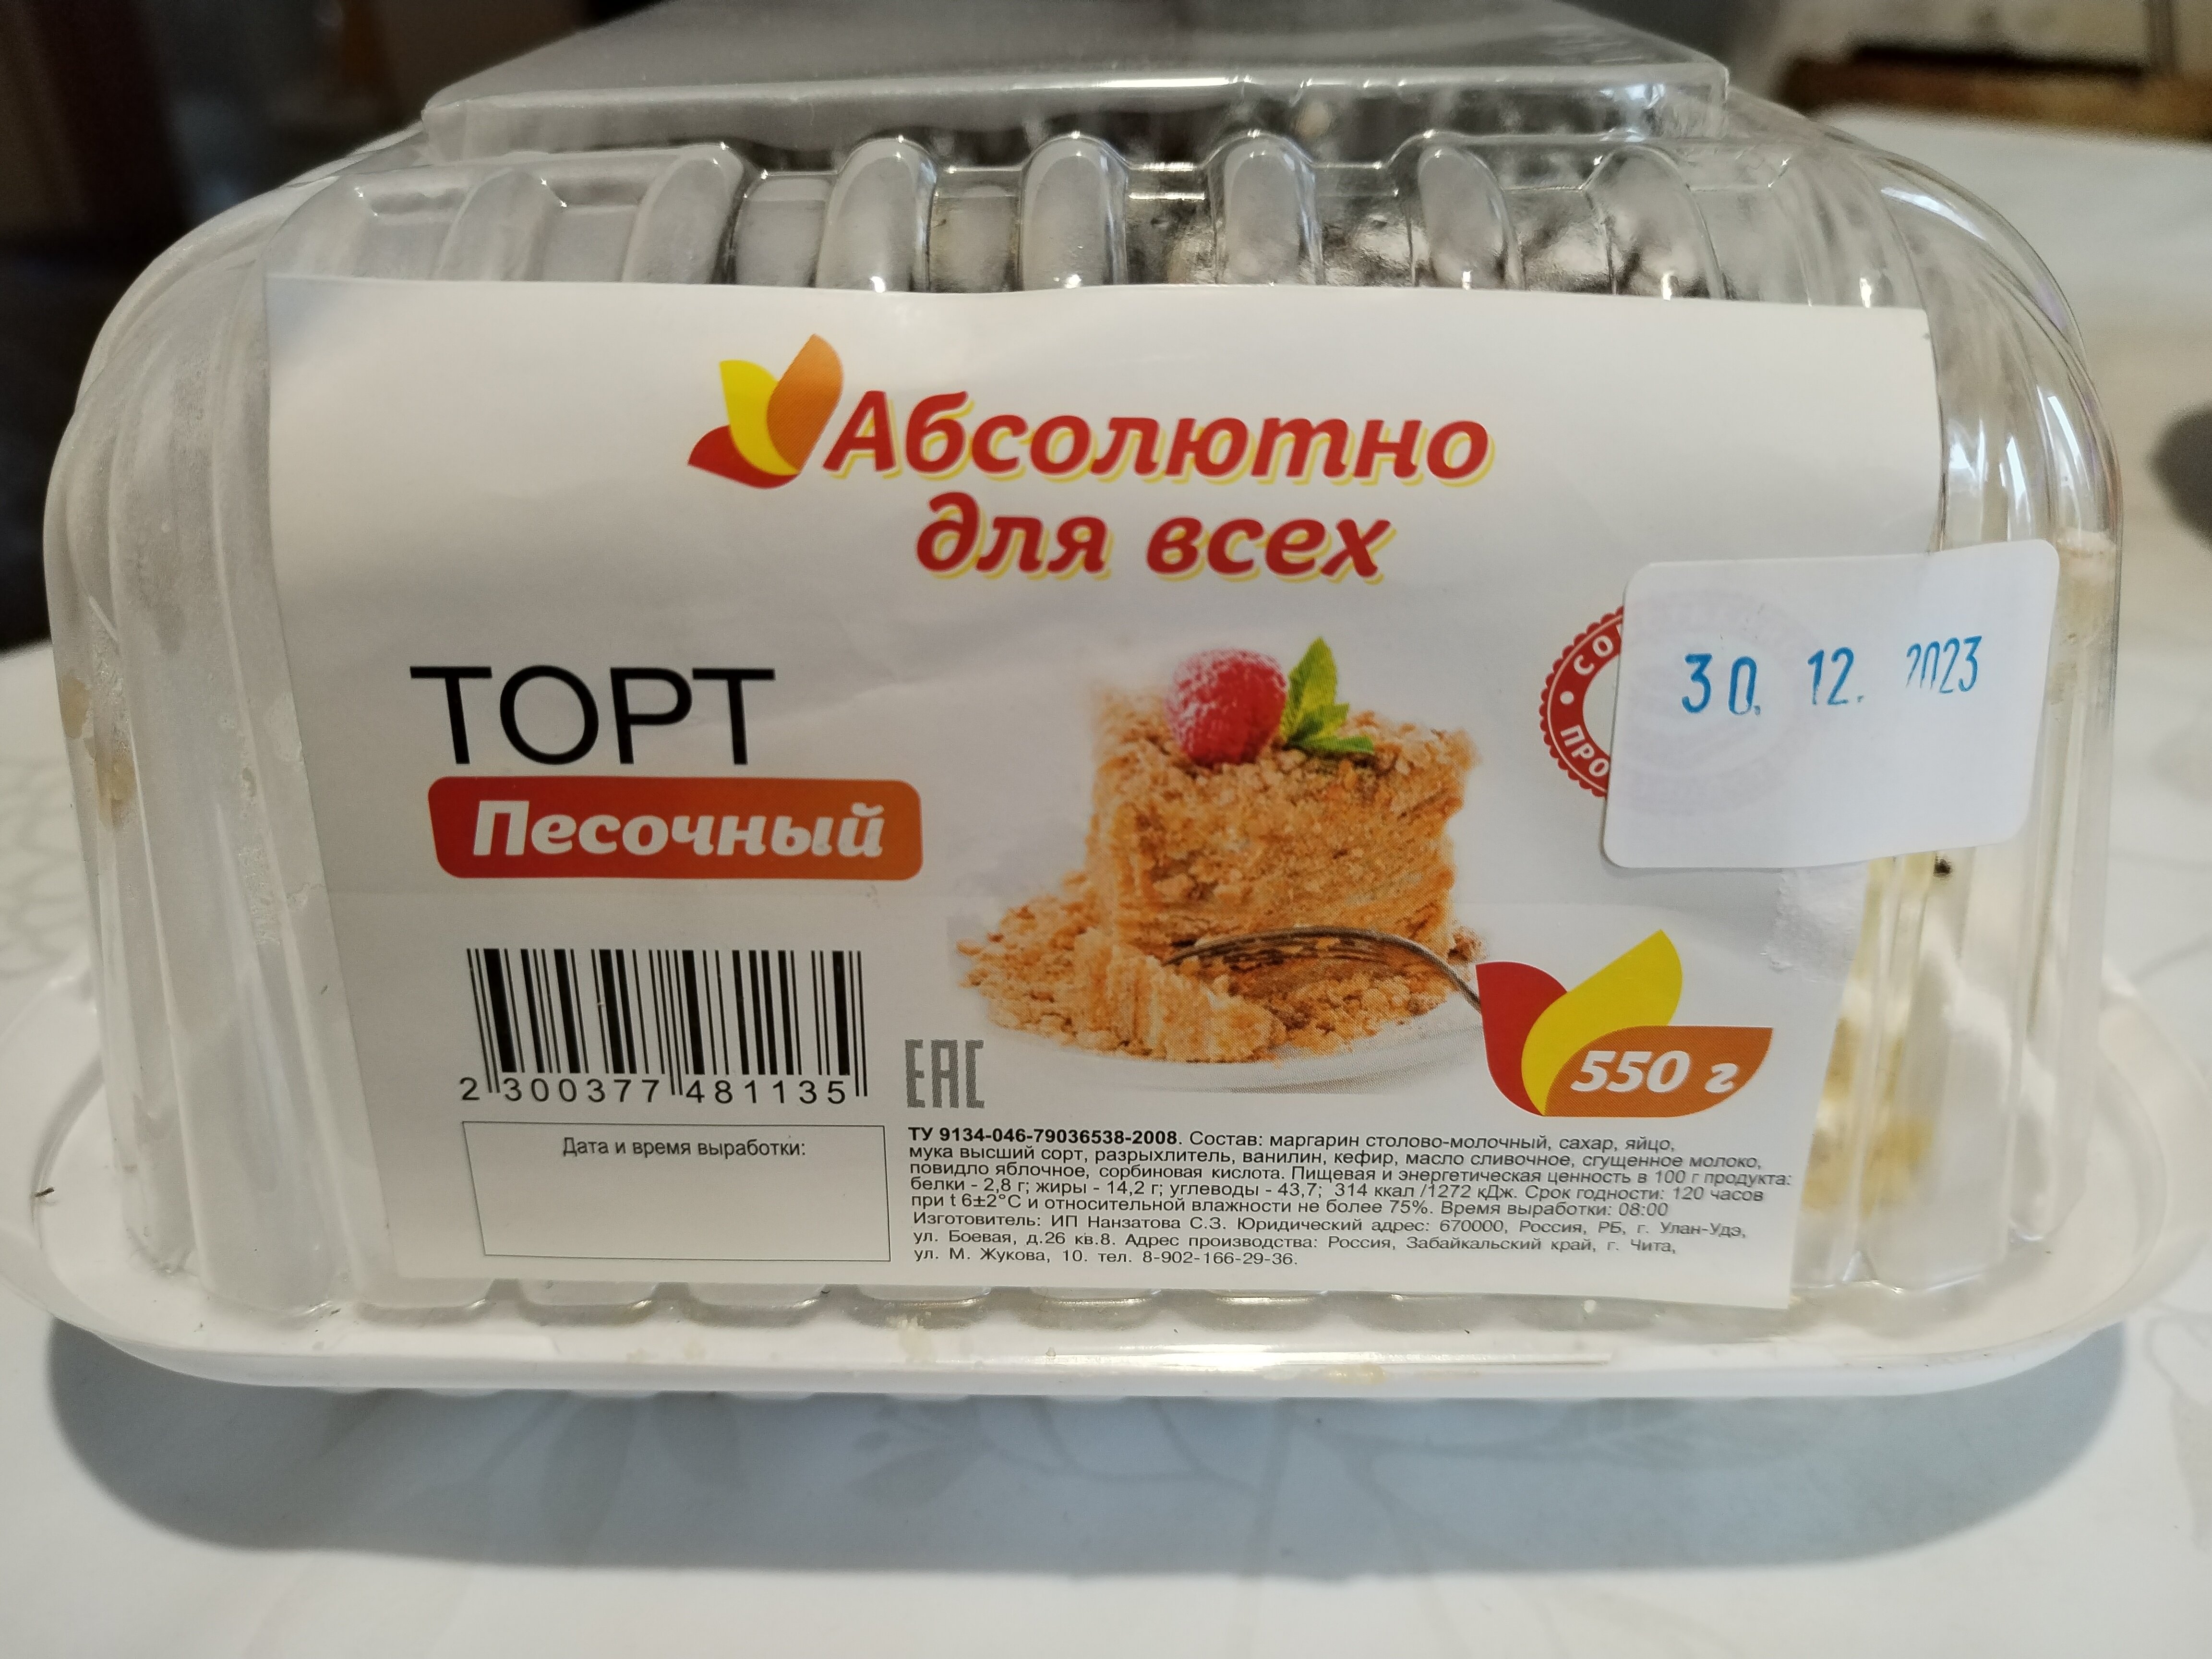 Абсолютно
для всех
ТОРТ
Песочный
30. 12. 2023
550 г
2 300377 481135
EAC
Дата и время выработки:
ТУ 9134-046-79036538-2008. Состав: маргарин столово-молочный, сахар, яйцо,
мука высший сорт, разрыхлитель, ванилин, кефир, масло сливочное, сгущенное молоко,
повидло яблочное, сорбиновая кислота. Пищевая и энергетическая ценность в 100 г продукта:
белки - 2,8 г; жиры - 14,2 г; углеводы - 43,7; 314 ккал /1272 кДж. Срок годности: 120 часов
при t 6±2°С и относительной влажности не более 75%. Время выработки: 08:00
Изготовитель: ИП Нанзатова С.З. Юридический адрес: 670000, Россия, РБ, г. Улан-Удэ,
ул. Боевая, д.26 кв.8. Адрес производства: Россия, Забайкальский край, г. Чита,
ул. М. Жукова, 10. тел. 8-902-166-29-36.